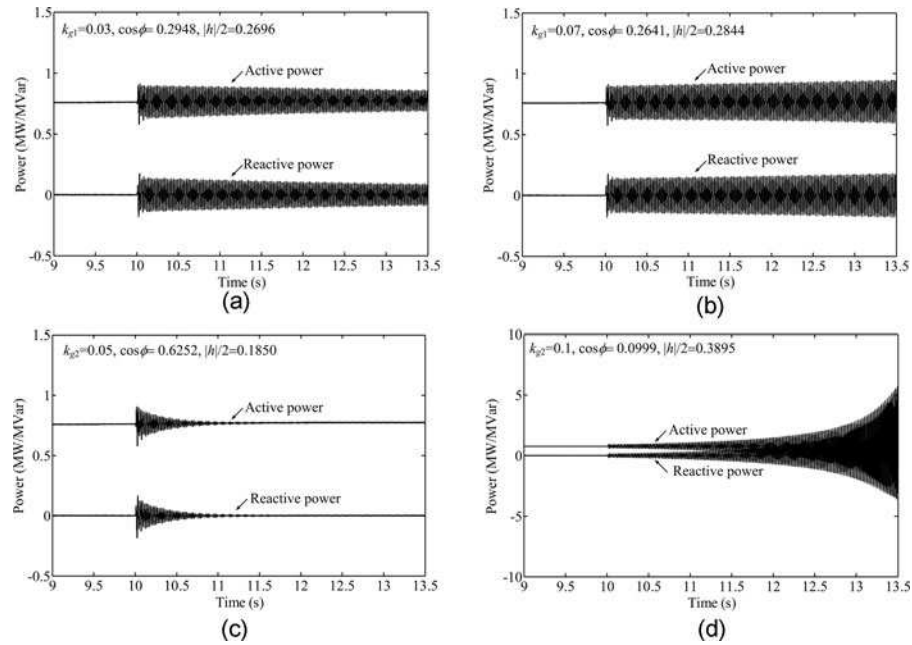 k_g1=0.03, cosϕ= 0.2948, |h|/2=0.2696
Power (MW/MVar)
1.5
1
0.5
0
-0.5
Active power
Reactive power
9 9.5 10 10.5 11 11.5 12 12.5 13 13.5
Time (s)
(a)
k_g1=0.07, cosϕ= 0.2641, |h|/2=0.2844
Power (MW/MVar)
1.5
1
0.5
0
-0.5
Active power
Reactive power
9 9.5 10 10.5 11 11.5 12 12.5 13 13.5
Time (s)
(b)
k_g2=0.05, cosϕ= 0.6252, |h|/2=0.1850
Power (MW/MVar)
1.5
1
0.5
0
-0.5
Active power
Reactive power
9 9.5 10 10.5 11 11.5 12 12.5 13 13.5
Time (s)
(c)
k_g2=0.1, cosϕ= 0.0999, |h|/2=0.3895
Power (MW/MVar)
10
5
0
-5
-10
Active power
Reactive power
9 9.5 10 10.5 11 11.5 12 12.5 13 13.5
Time (s)
(d)